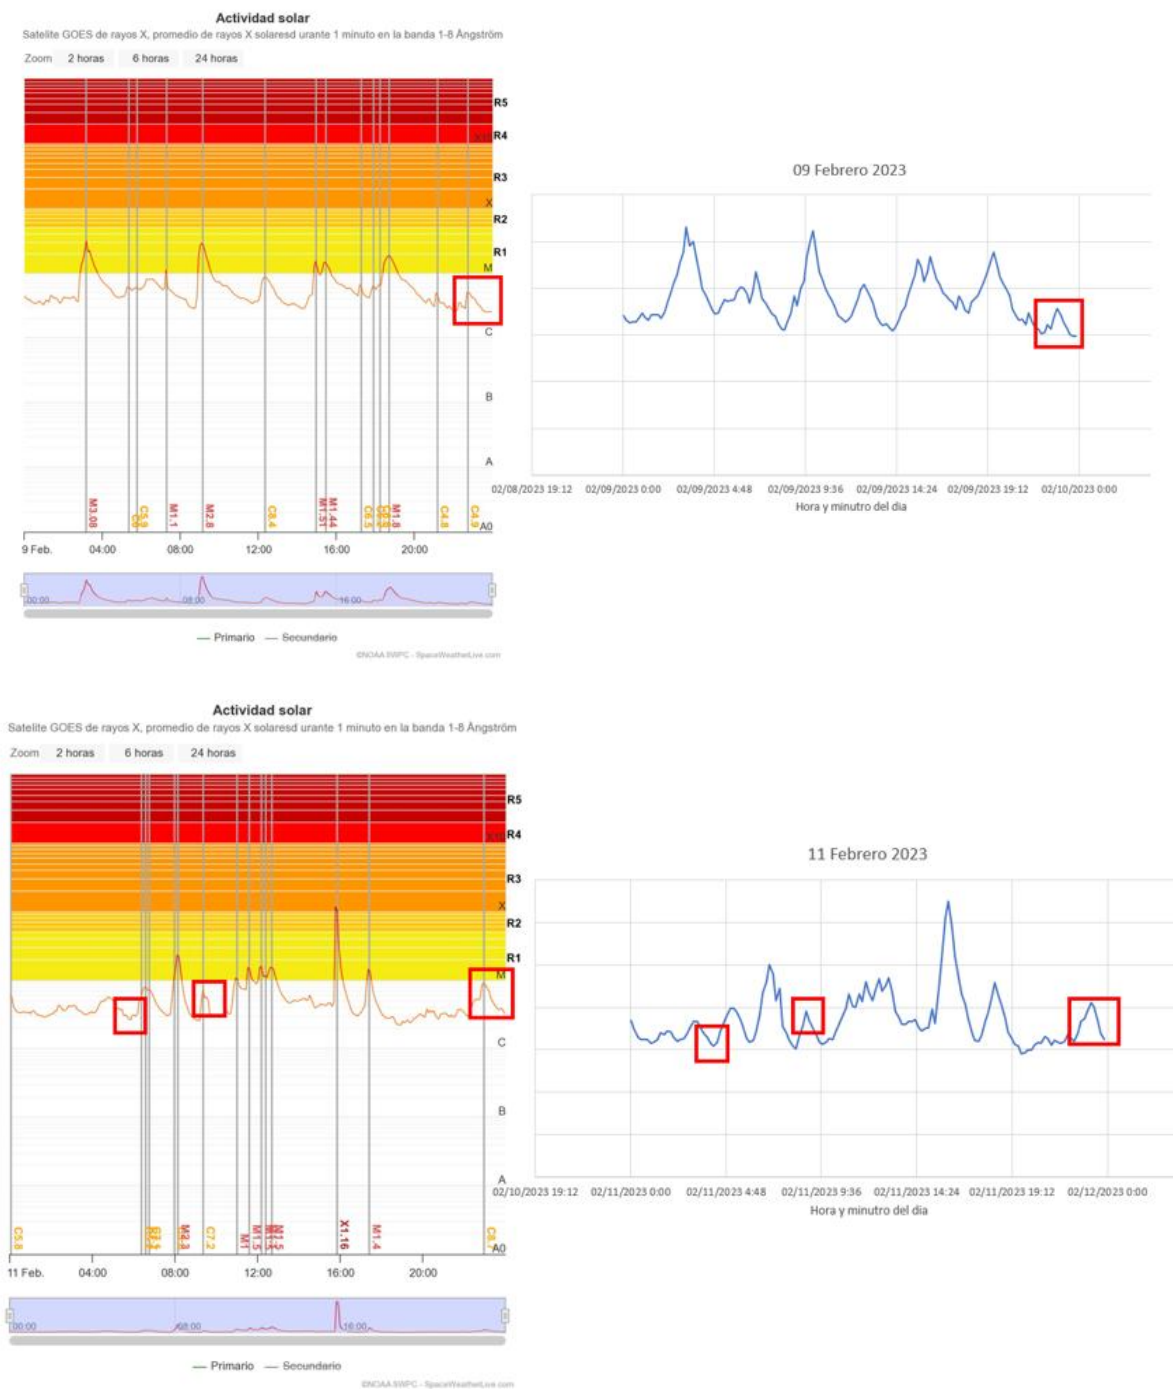 Actividad solar
Satelite GOES de rayos X, promedio de rayos X solaresd urante 1 minuto en la banda 1-8 Ångström
Zoom 2 horas 6 horas 24 horas
R5
X10 R4
R3
X
R2
R1
M
C
B
A
A0
M3.08 C5.9 M1.1 M2.8 C8.4 M1.51 M1.44 C6.5 M1.8 C4.8 C4.9
9 Feb. 04:00 08:00 12:00 16:00 20:00
00:00 08:00 16:00
Primario Secundario
©NOAA SWPC - SpaceWeatherLive.com
09 Febrero 2023
02/08/2023 19:12 02/09/2023 0:00 02/09/2023 4:48 02/09/2023 9:36 02/09/2023 14:24 02/09/2023 19:12 02/10/2023 0:00
Hora y minutro del dia
Actividad solar
Satelite GOES de rayos X, promedio de rayos X solaresd urante 1 minuto en la banda 1-8 Ångström
Zoom 2 horas 6 horas 24 horas
R5
X10 R4
R3
X
R2
R1
M
C
B
A
A0
C5.8 M2.3 C7.2 M1 M1.5 M1.5 X1.16 M1.4
11 Feb. 04:00 08:00 12:00 16:00 20:00
00:00 08:00 16:00
Primario Secundario
©NOAA SWPC - SpaceWeatherLive.com
11 Febrero 2023
02/10/2023 19:12 02/11/2023 0:00 02/11/2023 4:48 02/11/2023 9:36 02/11/2023 14:24 02/11/2023 19:12 02/12/2023 0:00
Hora y minutro del dia